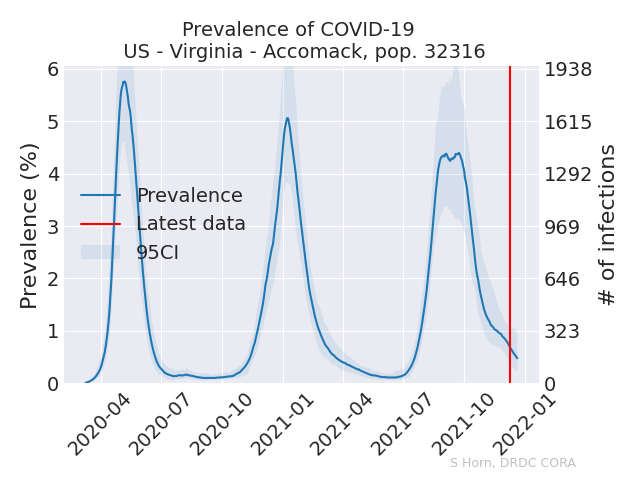 Prevalence of COVID-19
US - Virginia - Accomack, pop. 32316
Prevalence (%)
6
5
4
3
2
1
0
Prevalence
Latest data
95CI
1938
1615
1292
969
646
323
0
# of infections
2020-04
2020-07
2020-10
2021-01
2021-04
2021-07
2021-10
2022-01
S Horn, DRDC CORA